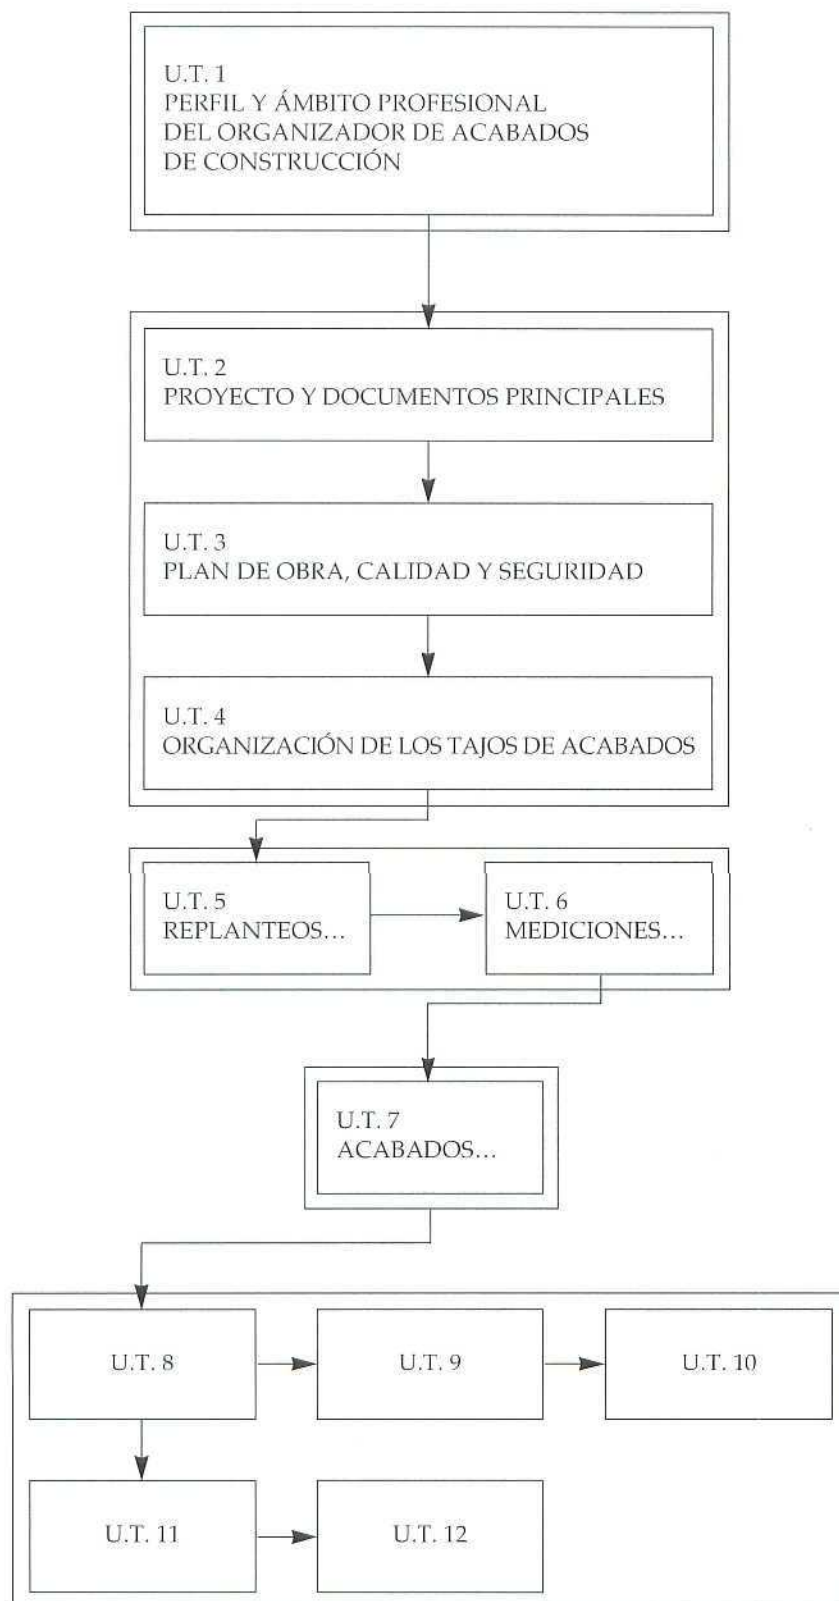 U.T. 1
PERFIL Y ÁMBITO PROFESIONAL
DEL ORGANIZADOR DE ACABADOS
DE CONSTRUCCIÓN
U.T. 2
PROYECTO Y DOCUMENTOS PRINCIPALES
U.T. 3
PLAN DE OBRA, CALIDAD Y SEGURIDAD
U.T. 4
ORGANIZACIÓN DE LOS TAJOS DE ACABADOS
U.T. 5
REPLANTEOS...
U.T. 6
MEDICIONES...
U.T. 7
ACABADOS...
U.T. 8
U.T. 9
U.T. 10
U.T. 11
U.T. 12